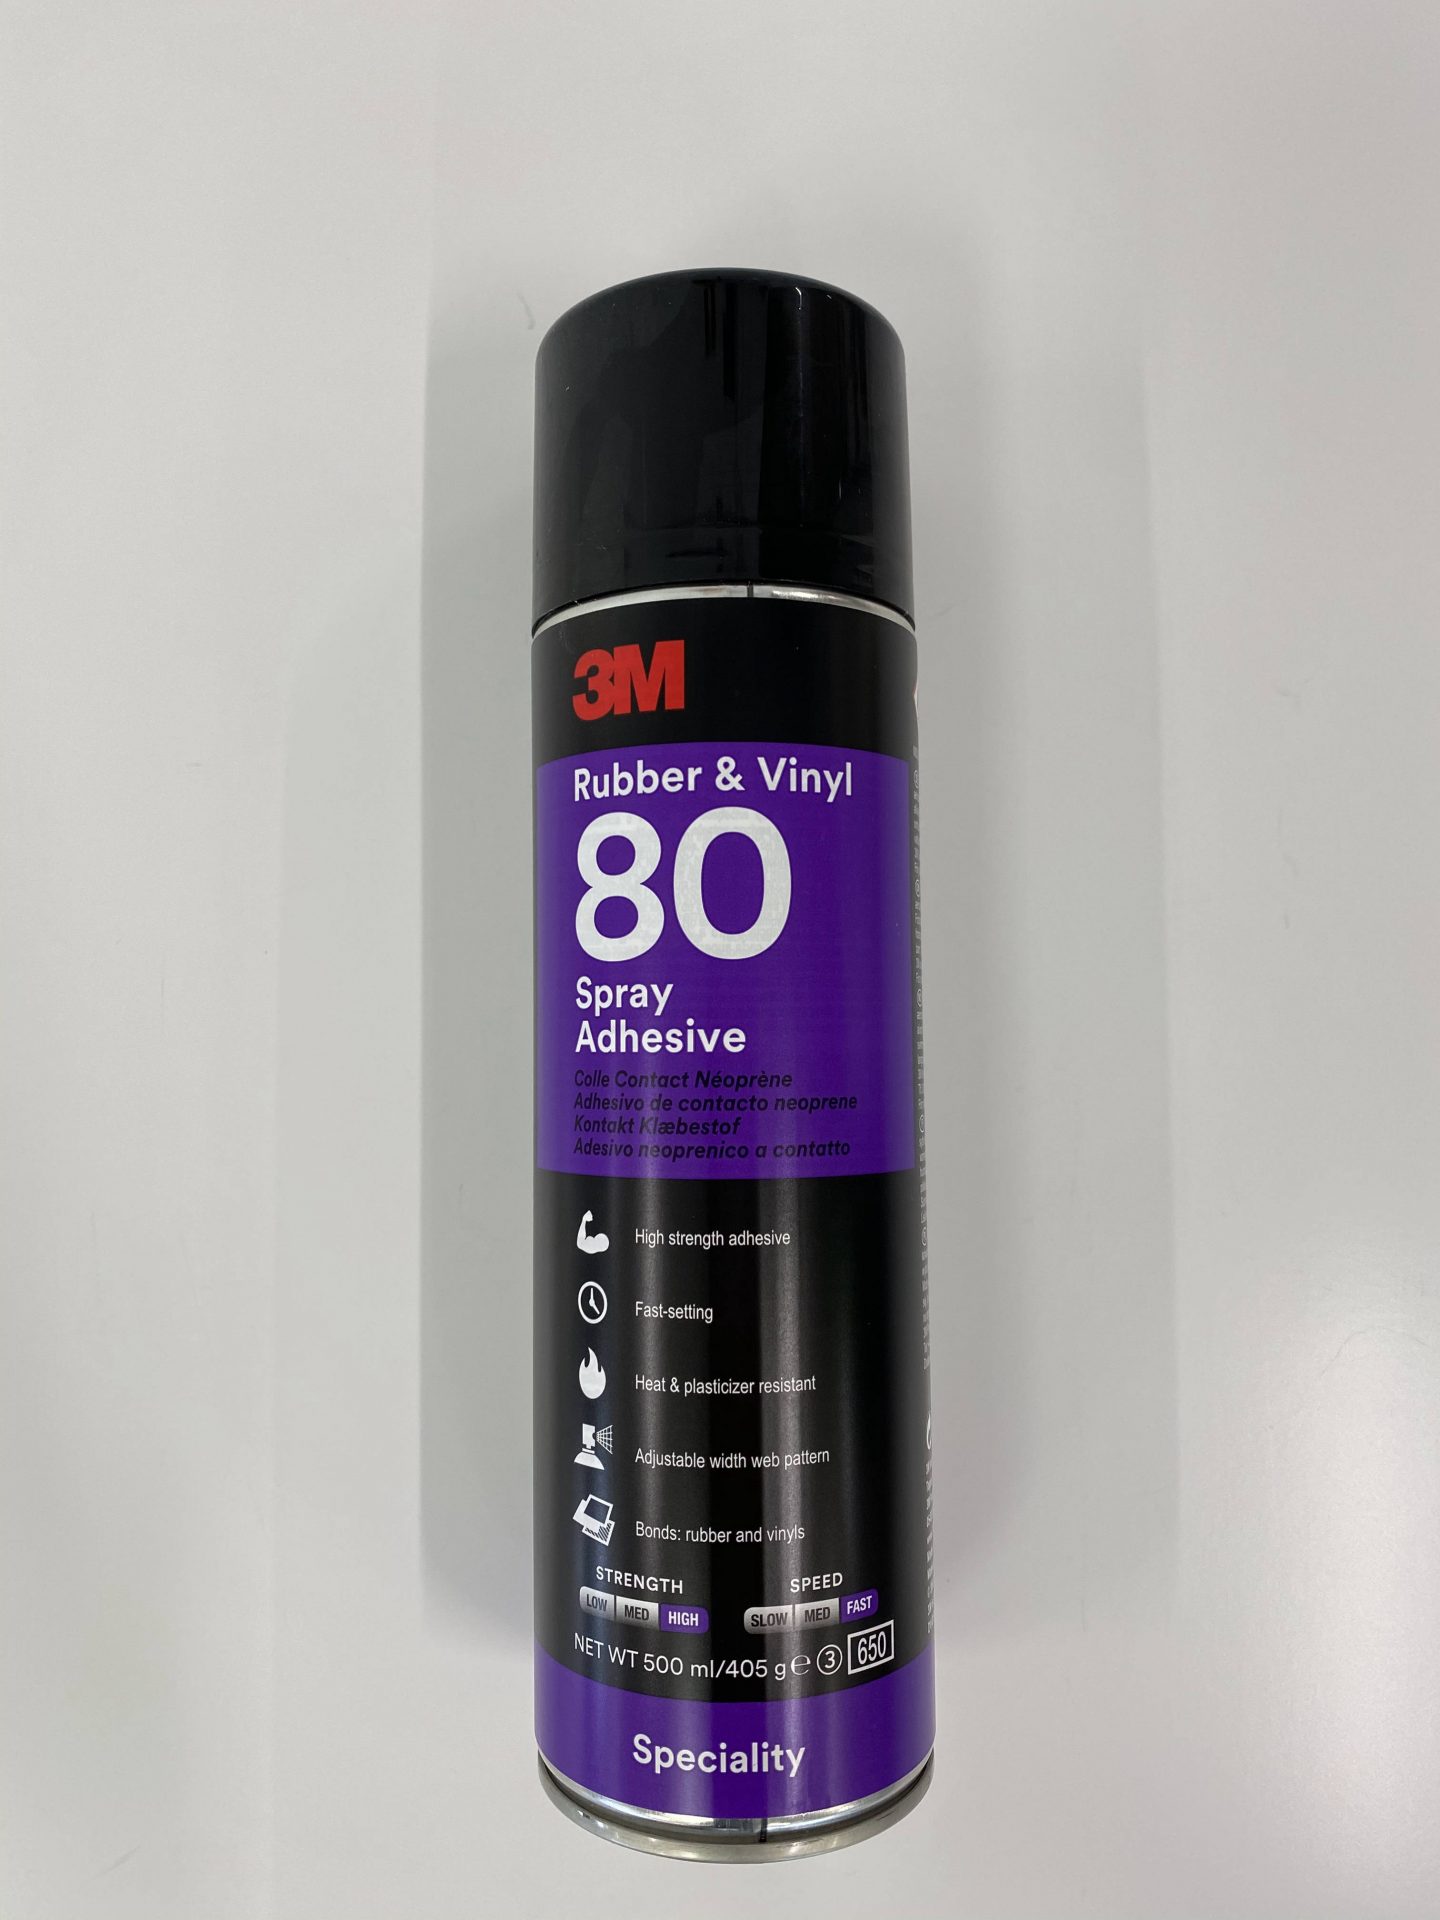 3M
Rubber & Vinyl
80
Spray
Adhesive
Colle Contact Néoprène
Adhesivo de contacto neoprene
Kontakt Klæbestof
Adesivo neoprenico a contatto
High strength adhesive
Fast-setting
Heat & plasticizer resistant
Adjustable width web pattern
Bonds: rubber and vinyls
STRENGTH
LOW MED HIGH
SPEED
SLOW MED FAST
NET WT 500 ml/405 g ℮ ③ 650
Speciality